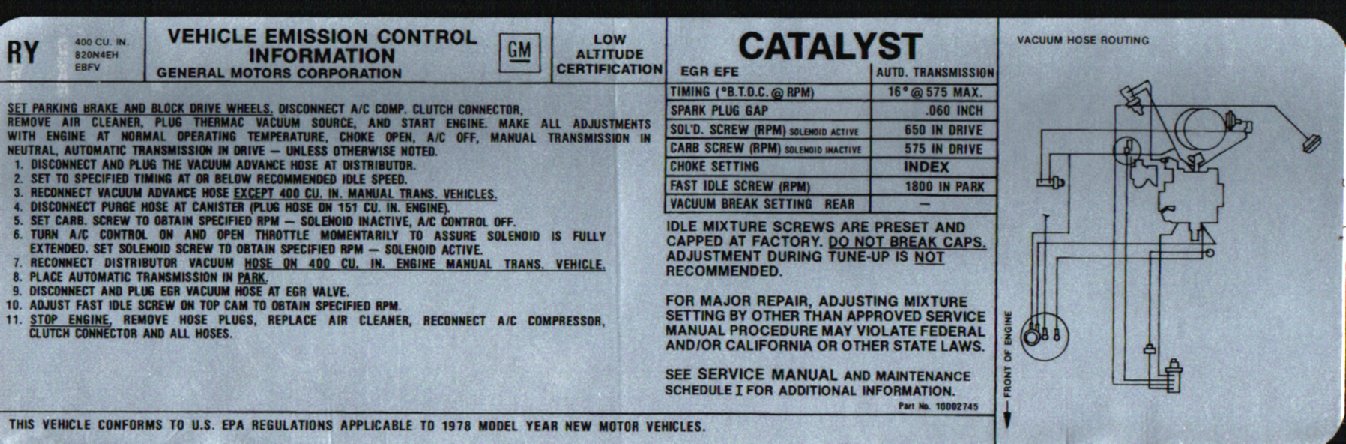 RY
400 CU. IN.
820N4EH
EBFV
VEHICLE EMISSION CONTROL
INFORMATION
GENERAL MOTORS CORPORATION
GM
LOW
ALTITUDE
CERTIFICATION
SET PARKING BRAKE AND BLOCK DRIVE WHEELS, DISCONNECT A/C COMP. CLUTCH CONNECTOR,
REMOVE AIR CLEANER, PLUG THERMAC VACUUM SOURCE, AND START ENGINE. MAKE ALL ADJUSTMENTS
WITH ENGINE AT NORMAL OPERATING TEMPERATURE, CHOKE OPEN, A/C OFF, MANUAL TRANSMISSION IN
NEUTRAL, AUTOMATIC TRANSMISSION IN DRIVE — UNLESS OTHERWISE NOTED.
1. DISCONNECT AND PLUG THE VACUUM ADVANCE HOSE AT DISTRIBUTOR.
2. SET TO SPECIFIED TIMING AT OR BELOW RECOMMENDED IDLE SPEED.
3. RECONNECT VACUUM ADVANCE HOSE EXCEPT 400 CU. IN. MANUAL TRANS. VEHICLES.
4. DISCONNECT PURGE HOSE AT CANISTER (PLUG HOSE ON 151 CU. IN. ENGINE).
5. SET CARB. SCREW TO OBTAIN SPECIFIED RPM — SOLENOID INACTIVE, A/C CONTROL OFF.
6. TURN A/C CONTROL ON AND OPEN THROTTLE MOMENTARILY TO ASSURE SOLENOID IS FULLY
EXTENDED. SET SOLENOID SCREW TO OBTAIN SPECIFIED RPM — SOLENOID ACTIVE.
7. RECONNECT DISTRIBUTOR VACUUM HOSE ON 400 CU. IN. ENGINE MANUAL TRANS. VEHICLE.
8. PLACE AUTOMATIC TRANSMISSION IN PARK.
9. DISCONNECT AND PLUG EGR VACUUM HOSE AT EGR VALVE.
10. ADJUST FAST IDLE SCREW ON TOP CAM TO OBTAIN SPECIFIED RPM.
11. STOP ENGINE, REMOVE HOSE PLUGS, REPLACE AIR CLEANER, RECONNECT A/C COMPRESSOR,
CLUTCH CONNECTOR AND ALL HOSES.
CATALYST
EGR EFE AUTO. TRANSMISSION
TIMING (°B.T.D.C.@ RPM) 16°@ 575 MAX.
SPARK PLUG GAP .060 INCH
SOL'D. SCREW (RPM) SOLENOID ACTIVE 650 IN DRIVE
CARB SCREW (RPM) SOLENOID INACTIVE 575 IN DRIVE
CHOKE SETTING INDEX
FAST IDLE SCREW (RPM) 1800 IN PARK
VACUUM BREAK SETTING REAR —
IDLE MIXTURE SCREWS ARE PRESET AND
CAPPED AT FACTORY. DO NOT BREAK CAPS.
ADJUSTMENT DURING TUNE-UP IS NOT
RECOMMENDED.
FOR MAJOR REPAIR, ADJUSTING MIXTURE
SETTING BY OTHER THAN APPROVED SERVICE
MANUAL PROCEDURE MAY VIOLATE FEDERAL
AND/OR CALIFORNIA OR OTHER STATE LAWS.
SEE SERVICE MANUAL AND MAINTENANCE
SCHEDULE I FOR ADDITIONAL INFORMATION.
Part No. 10002745
VACUUM HOSE ROUTING
FRONT OF ENGINE
THIS VEHICLE CONFORMS TO U.S. EPA REGULATIONS APPLICABLE TO 1978 MODEL YEAR NEW MOTOR VEHICLES.